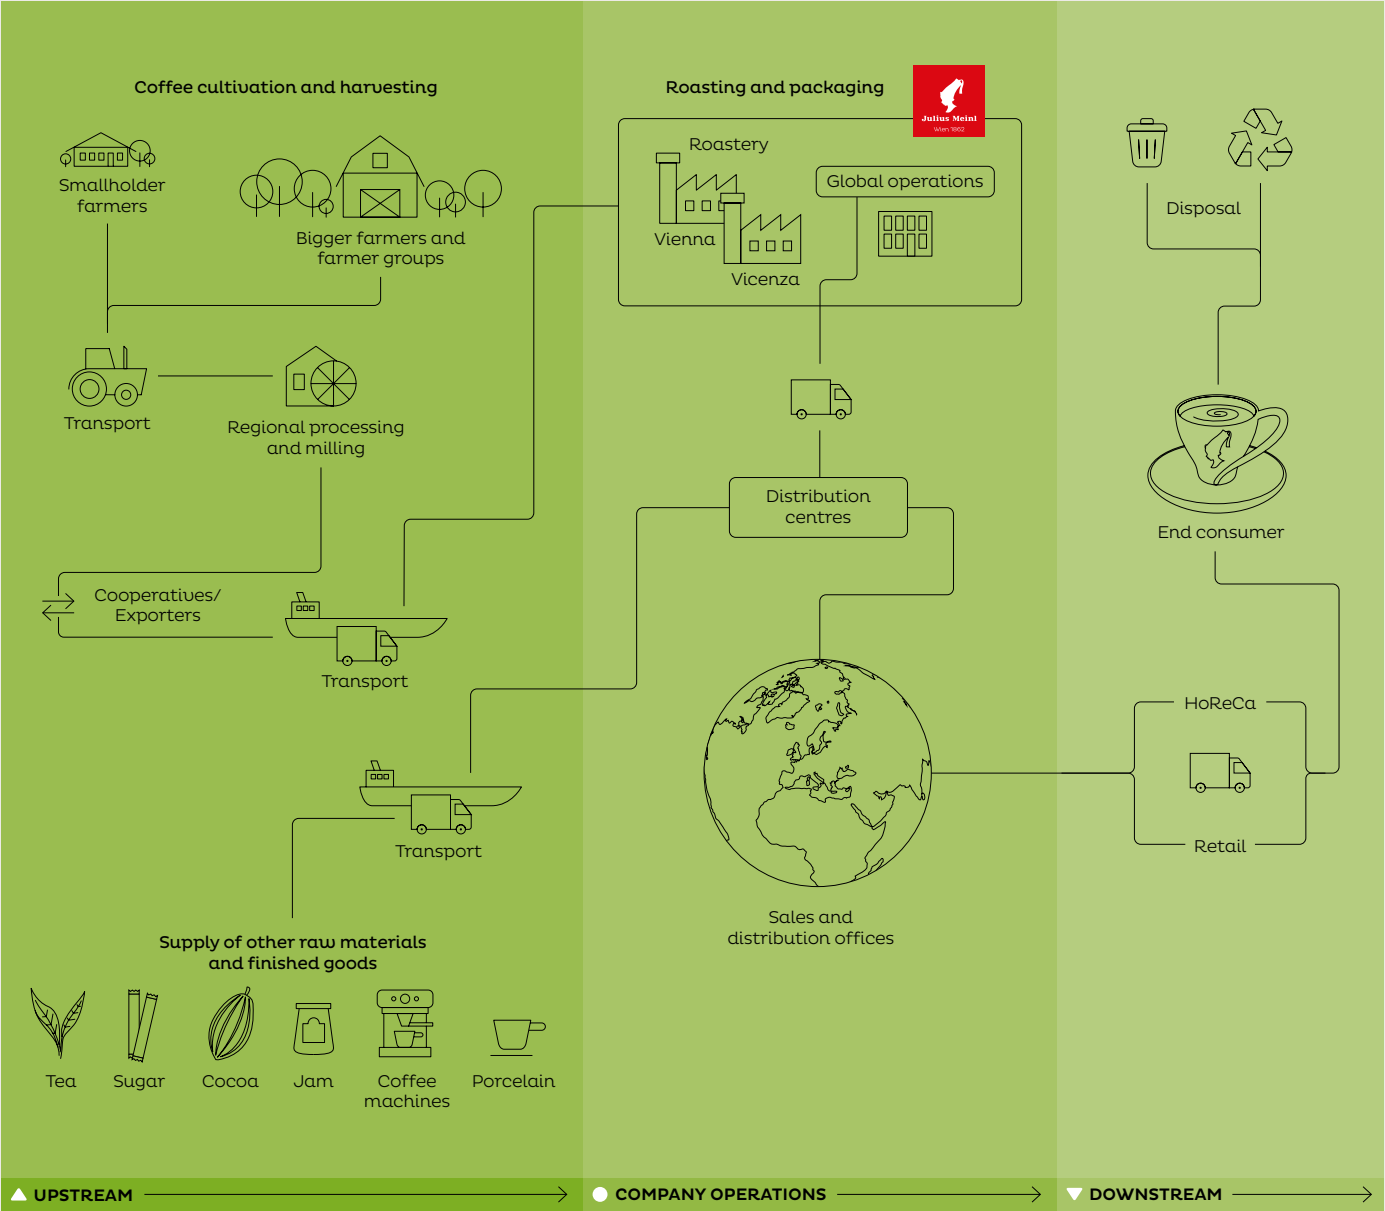 Coffee cultivation and harvesting
Smallholder
farmers
Bigger farmers and
farmer groups
Transport
Regional processing
and milling
Cooperatives/
Exporters
Transport
Transport
Supply of other raw materials
and finished goods
Tea
Sugar
Cocoa
Jam
Coffee
machines
Porcelain
UPSTREAM
Roasting and packaging
Julius Meinl
Wien 1862
Roastery
Global operations
Vienna
Vicenza
Distribution
centres
Sales and
distribution offices
COMPANY OPERATIONS
Disposal
End consumer
HoReCa
Retail
DOWNSTREAM